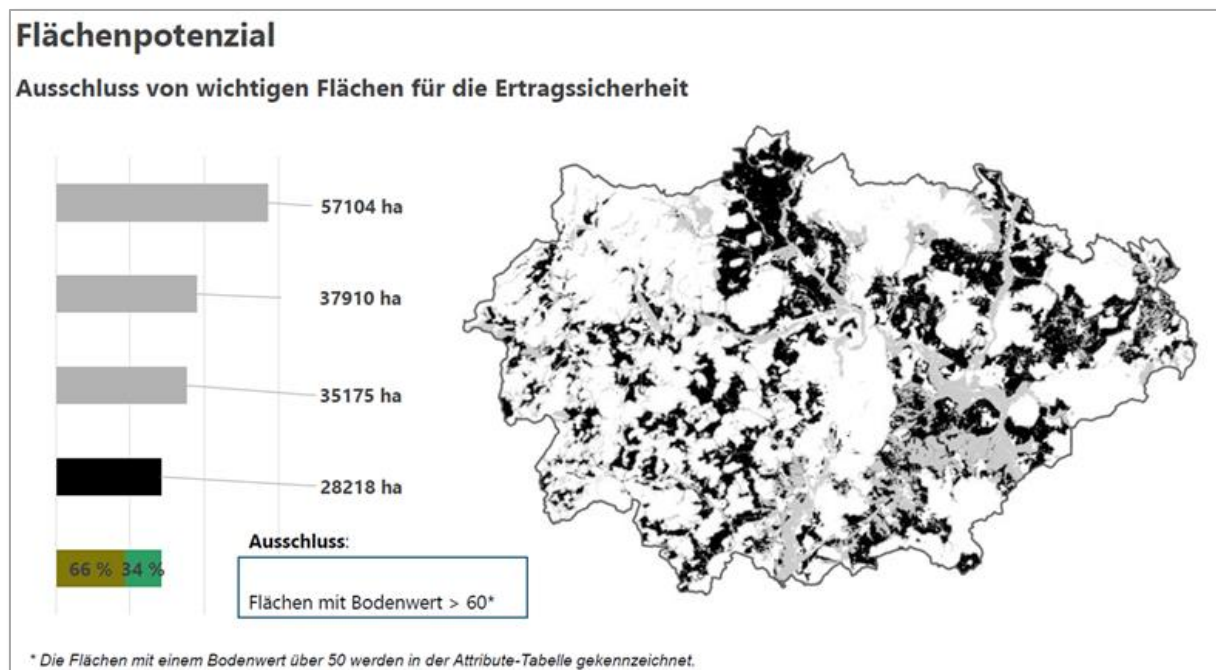 Flächenpotenzial
Ausschluss von wichtigen Flächen für die Ertragssicherheit
57104 ha
37910 ha
35175 ha
28218 ha
66 % 34 %
Ausschluss:
Flächen mit Bodenwert > 60*
* Die Flächen mit einem Bodenwert über 50 werden in der Attribute-Tabelle gekennzeichnet.